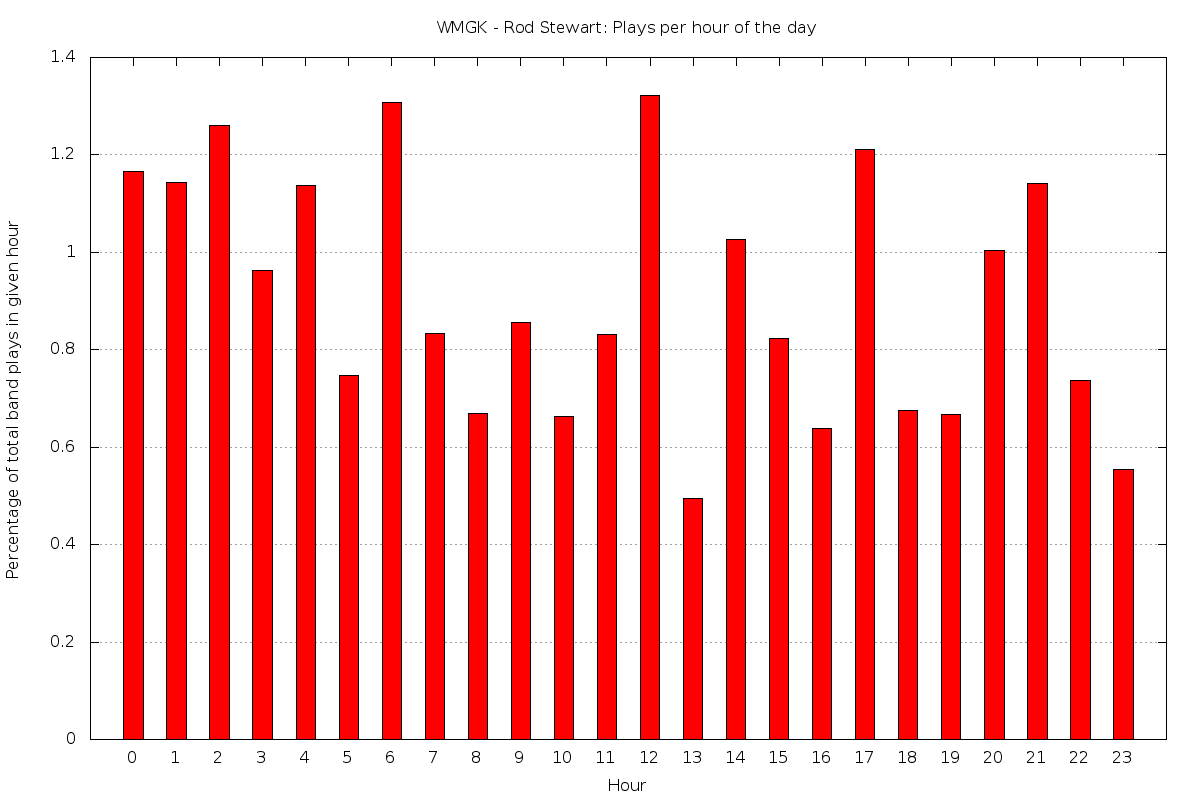 WMGK - Rod Stewart: Plays per hour of the day
Percentage of total band plays in given hour
1.4
1.2
1
0.8
0.6
0.4
0.2
0
0 1 2 3 4 5 6 7 8 9 10 11 12 13 14 15 16 17 18 19 20 21 22 23
Hour